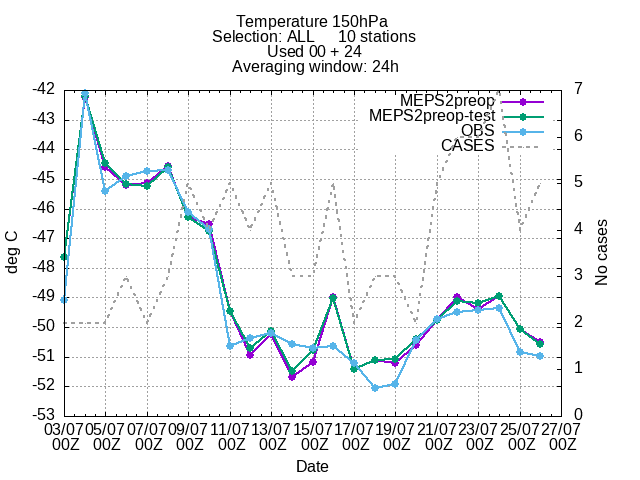 Temperature 150hPa
Selection: ALL 10 stations
Used 00 + 24
Averaging window: 24h
-42 7
MEPS2preop
-43
MEPS2preop-test
6
OBS
-44
CASES
-45 5
-46
4
-47
-48
3
-49
-50 2
-51
1
-52
-53 0
deg C
No cases
03/07 05/07 07/07 09/07 11/07 13/07 15/07 17/07 19/07 21/07 23/07 25/07 27/07
00Z 00Z 00Z 00Z 00Z 00Z 00Z 00Z 00Z 00Z 00Z 00Z 00Z
Date